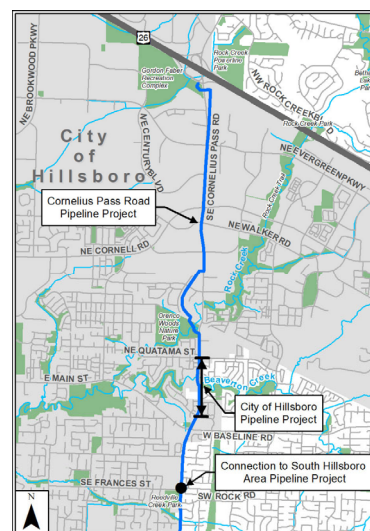 26
NE BROOKWOOD PKWY
Gordon Faber
Recreation
Complex
Rock Creek
Powerline
Park
NW ROCK CREEK BLVD
Rock Creek Park
City
of
Hillsboro
NE CENTURY BLVD
SE CORNELIUS PASS RD
NE EVERGREEN PKWY
Rock Creek Trail
Cornelius Pass Road
Pipeline Project
NE WALKER RD
NE CORNELL RD
Rock Creek
Orenco
Woods
Nature
Park
NE QUATAMA ST
E MAIN ST
Beaverton Creek
City of Hillsboro
Pipeline Project
W BASELINE RD
Connection to South Hillsboro
Area Pipeline Project
SE FRANCES ST
SW ROCK RD
Reedville
Creek Park
N